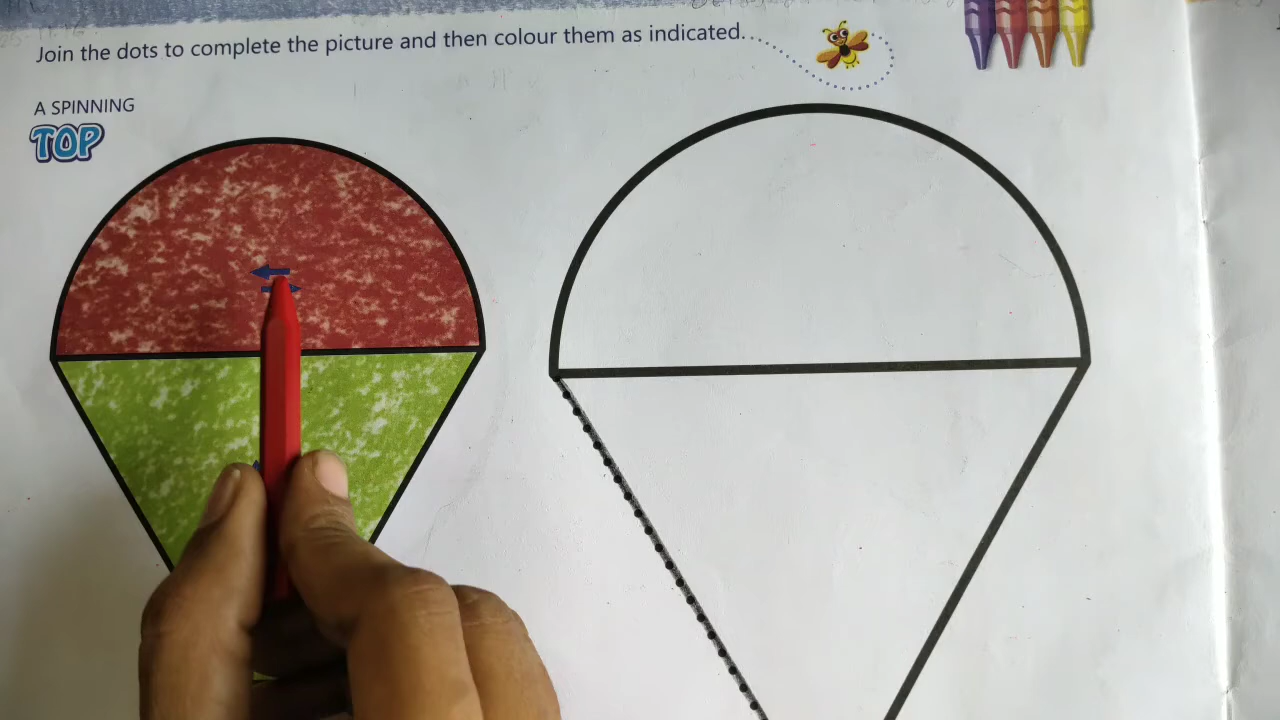 Join the dots to complete the picture and then colour them as indicated.
A SPINNING
TOP